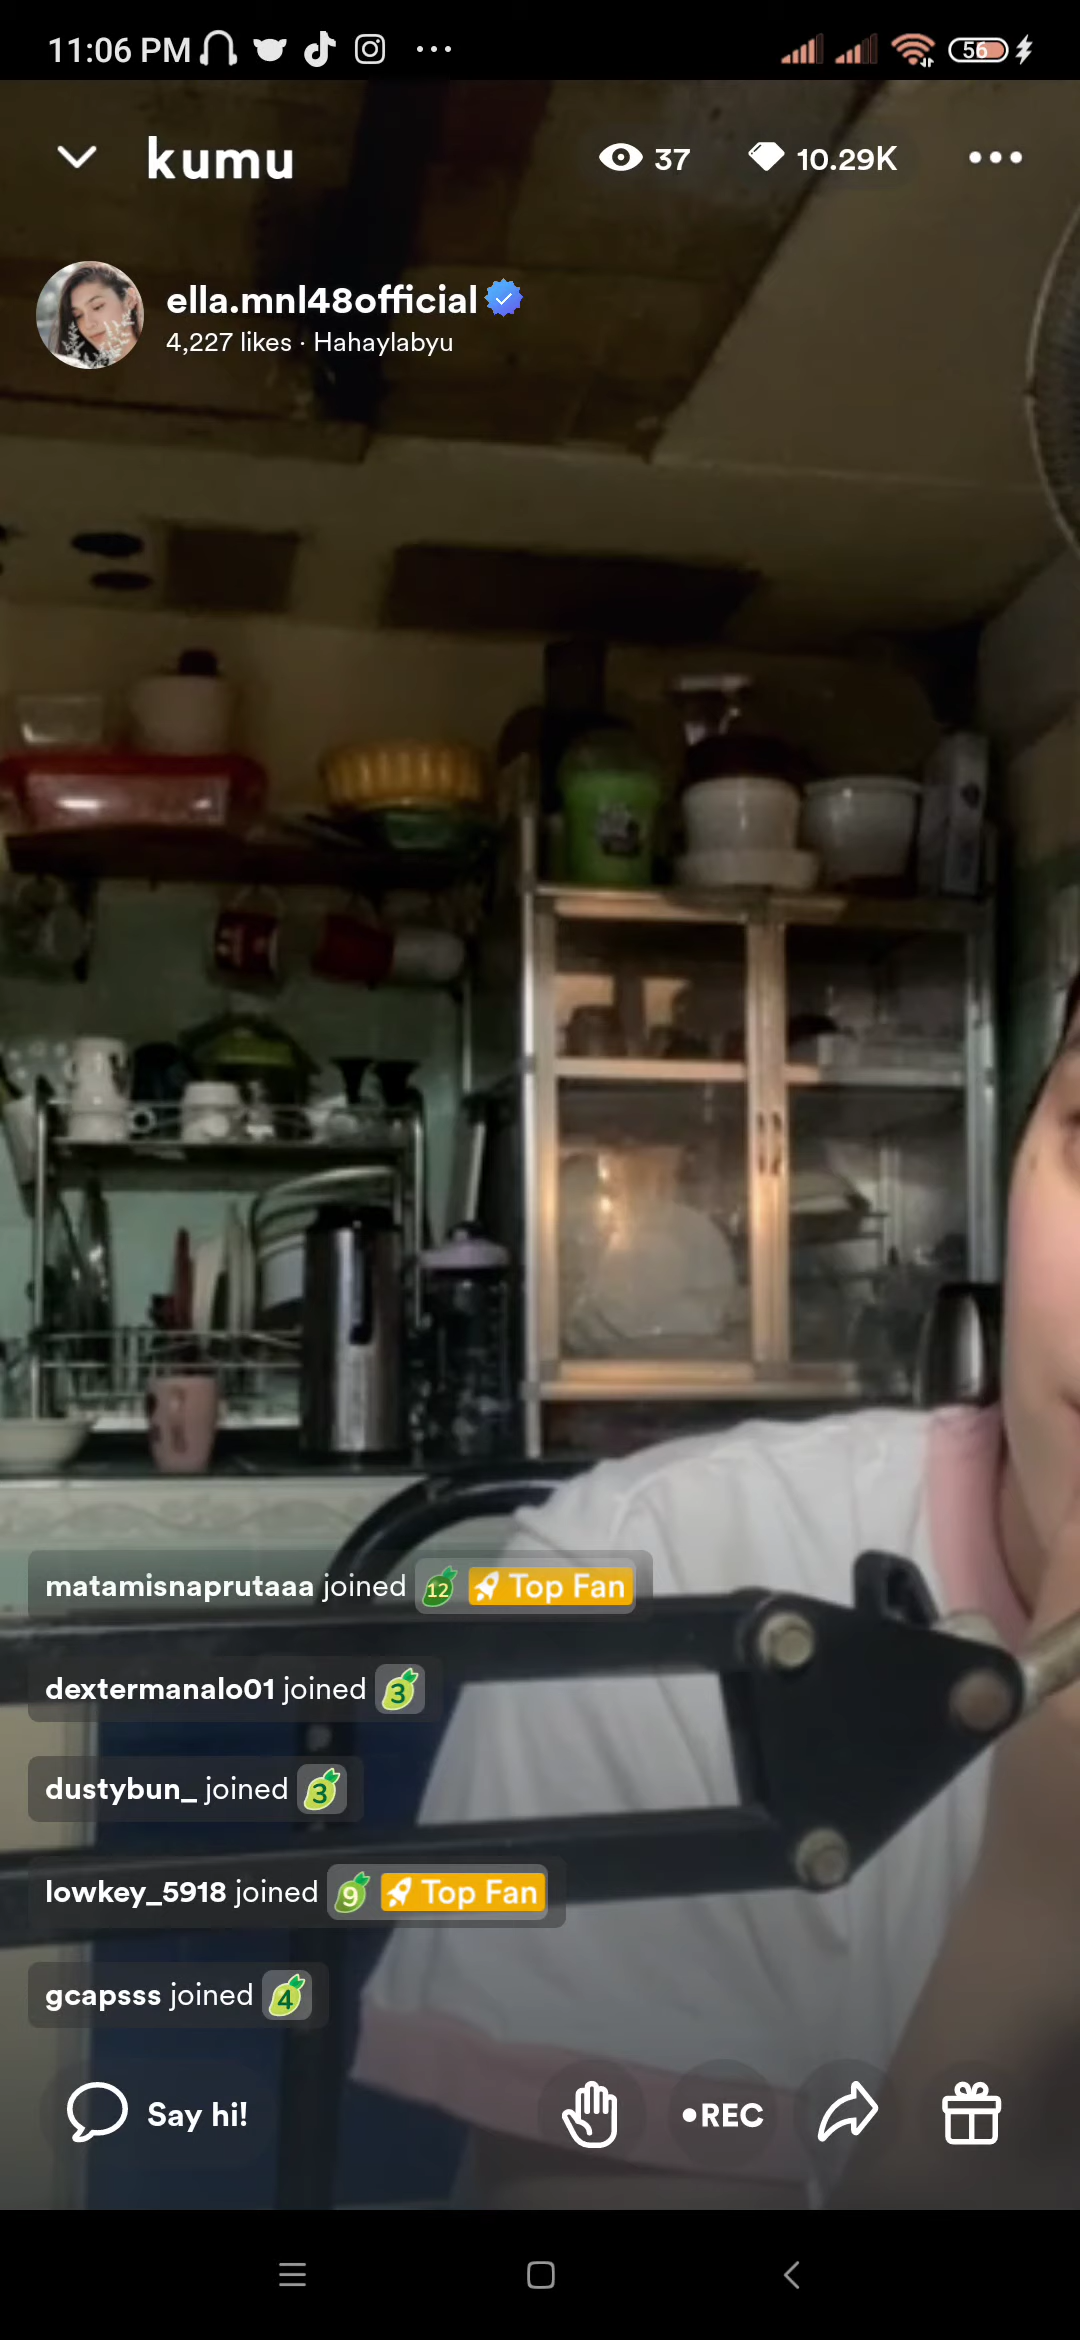 11:06 PM
56
kumu
37
10.29K
ella.mnl48official
4,227 likes · Hahaylabyu
matamisnaprutaaa joined 12 Top Fan
dextermanalo01 joined 3
dustybun_ joined 3
lowkey_5918 joined 9 Top Fan
gcapsss joined 4
Say hi!
•REC